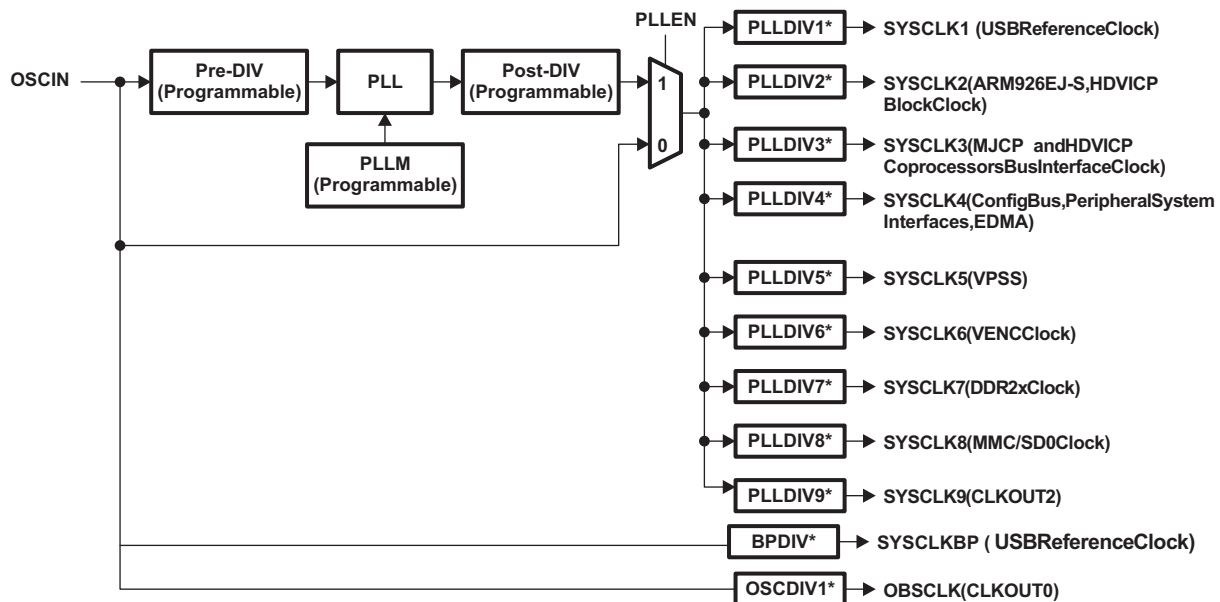 PLLEN
OSCIN
Pre-DIV
(Programmable)
PLL
Post-DIV
(Programmable)
1
0
PLLM
(Programmable)
PLLDIV1*
SYSCLK1 (USBReferenceClock)
PLLDIV2*
SYSCLK2(ARM926EJ-S,HDVICP
BlockClock)
PLLDIV3*
SYSCLK3(MJCP andHDVICP
CoprocessorsBusInterfaceClock)
PLLDIV4*
SYSCLK4(ConfigBus,PeripheralSystem
Interfaces,EDMA)
PLLDIV5*
SYSCLK5(VPSS)
PLLDIV6*
SYSCLK6(VENCClock)
PLLDIV7*
SYSCLK7(DDR2xClock)
PLLDIV8*
SYSCLK8(MMC/SD0Clock)
PLLDIV9*
SYSCLK9(CLKOUT2)
BPDIV*
SYSCLKBP ( USBReferenceClock)
OSCDIV1*
OBSCLK(CLKOUT0)